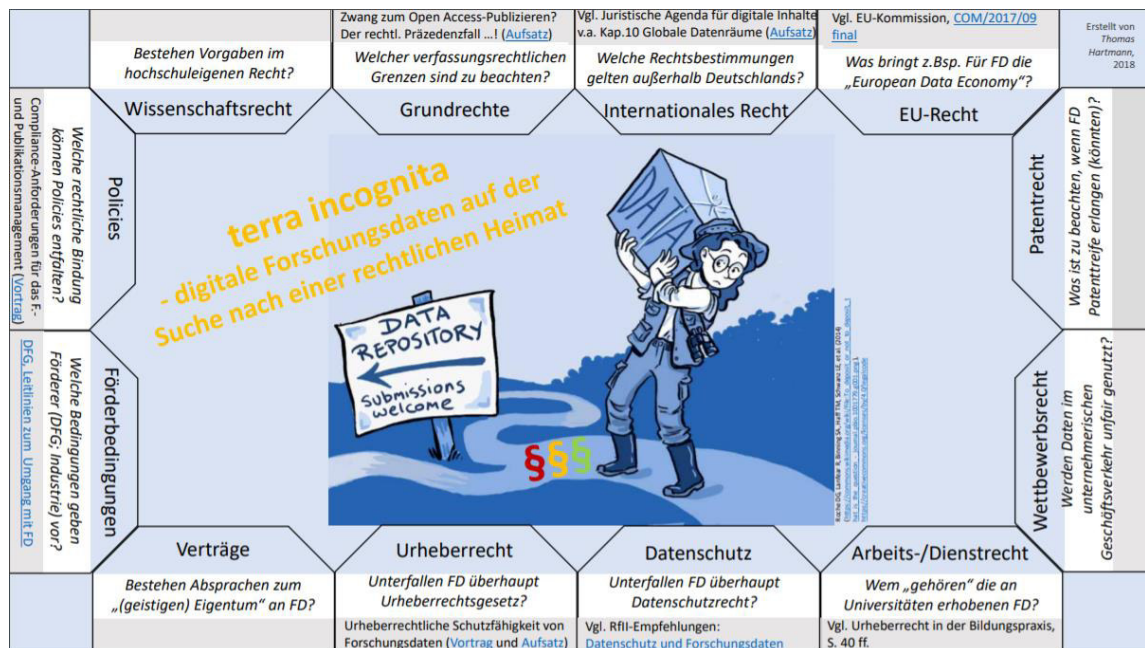 Zwang zum Open Access-Publizieren?
Der rechtl. Präzedenzfall …! (Aufsatz)
Vgl. Juristische Agenda für digitale Inhalte
v.a. Kap.10 Globale Datenräume (Aufsatz)
Vgl. EU-Kommission, COM/2017/09
final
Erstellt von
Thomas
Hartmann,
2018
Bestehen Vorgaben im
hochschuleigenen Recht?
Welcher verfassungsrechtlichen
Grenzen sind zu beachten?
Welche Rechtsbestimmungen
gelten außerhalb Deutschlands?
Was bringt z.Bsp. Für FD die
„European Data Economy“?
Wissenschaftsrecht
Grundrechte
Internationales Recht
EU-Recht
Policies
Welche rechtliche Bindung
können Policies entfalten?
Compliance-Anforderungen für das F.-
und Publikationsmanagement (Vortrag)
Förderbedingungen
Welche Bedingungen geben
Förderer (DFG; Industrie) vor?
DFG, Leitlinien zum Umgang mit FD
terra incognita
- digitale Forschungsdaten auf der
Suche nach einer rechtlichen Heimat
DATA
DATA
REPOSITORY
submissions
welcome
§§§
Patentrecht
Was ist zu beachten, wenn FD
Patenttreife erlangen (könnten)?
Wettbewerbsrecht
Werden Daten im
unternehmerischen
Geschäftsverkehr unfair genutzt?
Verträge
Urheberrecht
Datenschutz
Arbeits-/Dienstrecht
Bestehen Absprachen zum
„(geistigen) Eigentum“ an FD?
Unterfallen FD überhaupt
Urheberrechtsgesetz?
Unterfallen FD überhaupt
Datenschutzrecht?
Wem „gehören“ die an
Universitäten erhobenen FD?
Urheberrechtliche Schutzfähigkeit von
Forschungsdaten (Vortrag und Aufsatz)
Vgl. RfII-Empfehlungen:
Datenschutz und Forschungsdaten
Vgl. Urheberrecht in der Bildungspraxis,
S. 40 ff.